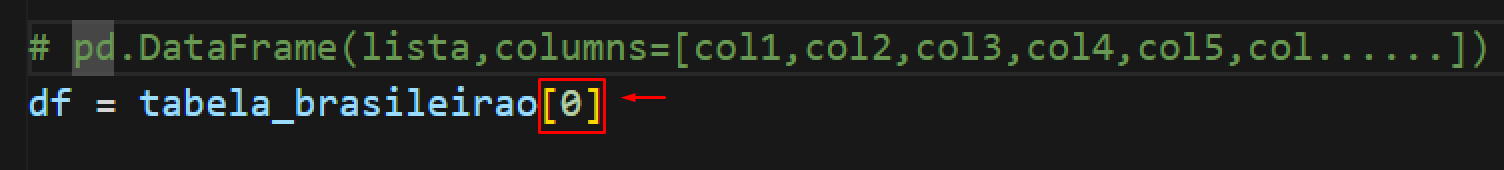 # pd.DataFrame(lista,columns=[col1,col2,col3,col4,col5,col......])
df = tabela_brasileirao[0]